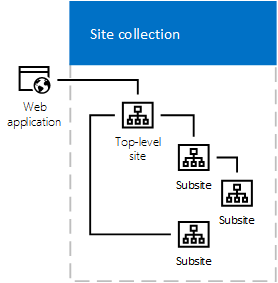 Site collection
Web
application
Top-level
site
Subsite
Subsite
Subsite